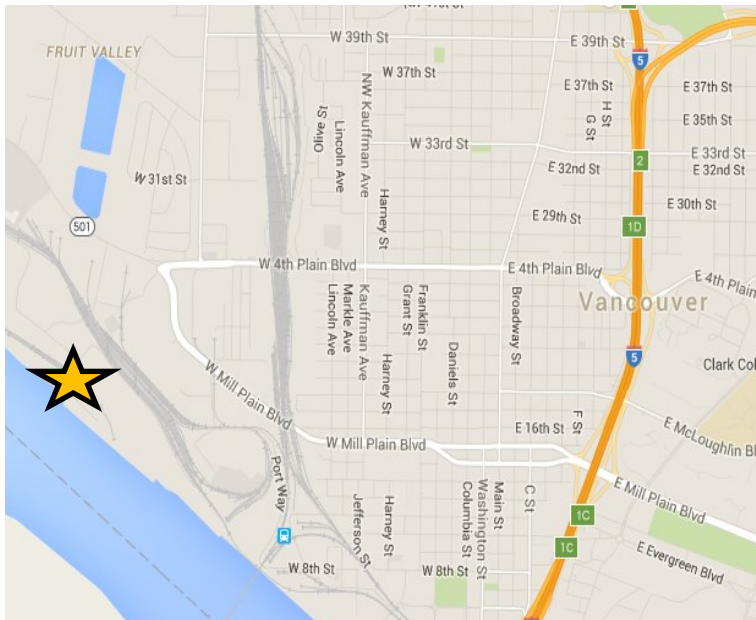 W 39th St
E 39th St
5
FRUIT VALLEY
W 37th St
E 37th St
E 37th St
NW Kauffman Ave
Lincoln Ave
Olive St
H St
G St
E 35th St
W 33rd St
2
E 33rd St
E 32nd St
E 32nd St
W 31st St
Harney St
E 30th St
E 29th St
501
1D
W 4th Plain Blvd
E 4th Plain Blvd
E 4th Plain
Vancouver
Lincoln Ave
Markle Ave
Kauffman Ave
Grant St
Franklin St
Broadway St
Daniels St
5
Clark Col
Harney St
W Mill Plain Blvd
F St
E 16th St
E McLoughlin Bl
W Mill Plain Blvd
Port Way
E Mill Plain Blvd
Jefferson St
Harney St
Columbia St
Washington St
Main St
C St
1C
1C
E Evergreen Blvd
W 8th St
W 8th St